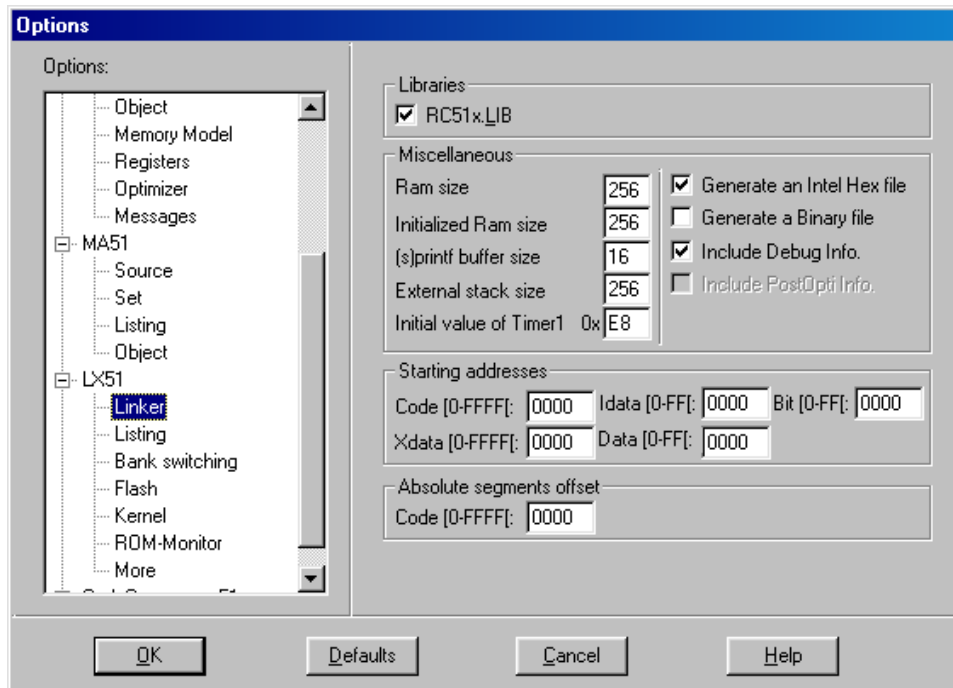 Options
Options:
Object
Memory Model
Registers
Optimizer
Messages
MA51
Source
Set
Listing
Object
LX51
Linker
Listing
Bank switching
Flash
Kernel
ROM-Monitor
More
Libraries
RC51x.LIB
Miscellaneous
Ram size 256
Initialized Ram size 256
(s)printf buffer size 16
External stack size 256
Initial value of Timer1 0x E8
Generate an Intel Hex file
Generate a Binary file
Include Debug Info.
Include PostOpti Info.
Starting addresses
Code [0-FFFF[: 0000 Idata [0-FF[: 0000 Bit [0-FF[: 0000
Xdata [0-FFFF[: 0000 Data [0-FF[: 0000
Absolute segments offset
Code [0-FFFF[: 0000
OK Defaults Cancel Help